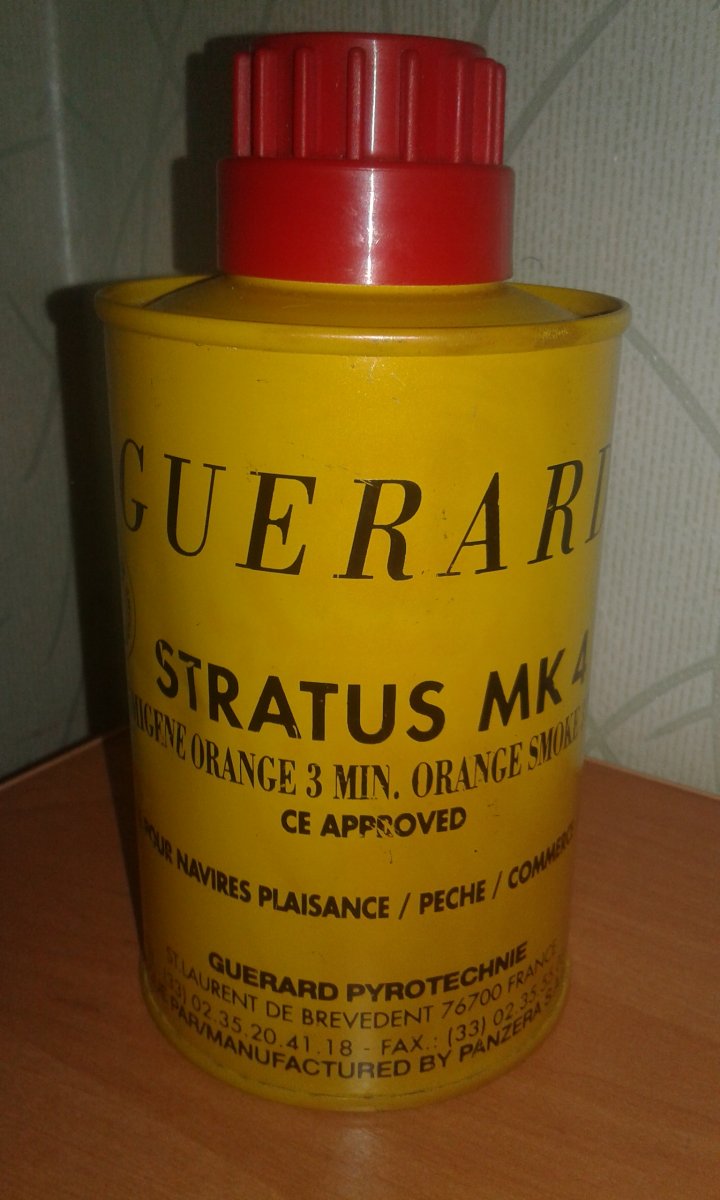 GUERARD
STRATUS MK 4
ORANGE 3 MIN. ORANGE SMOKE
CE APPROVED
POUR NAVIRES PLAISANCE / PECHE /
GUERARD PYROTECHNIE
ST.LAURENT DE BREVEDENT 76700 FRANCE
(33) 02.35.20.41.18 - FAX.: (33) 02.35.55
PAR/MANUFACTURED BY PANZERA